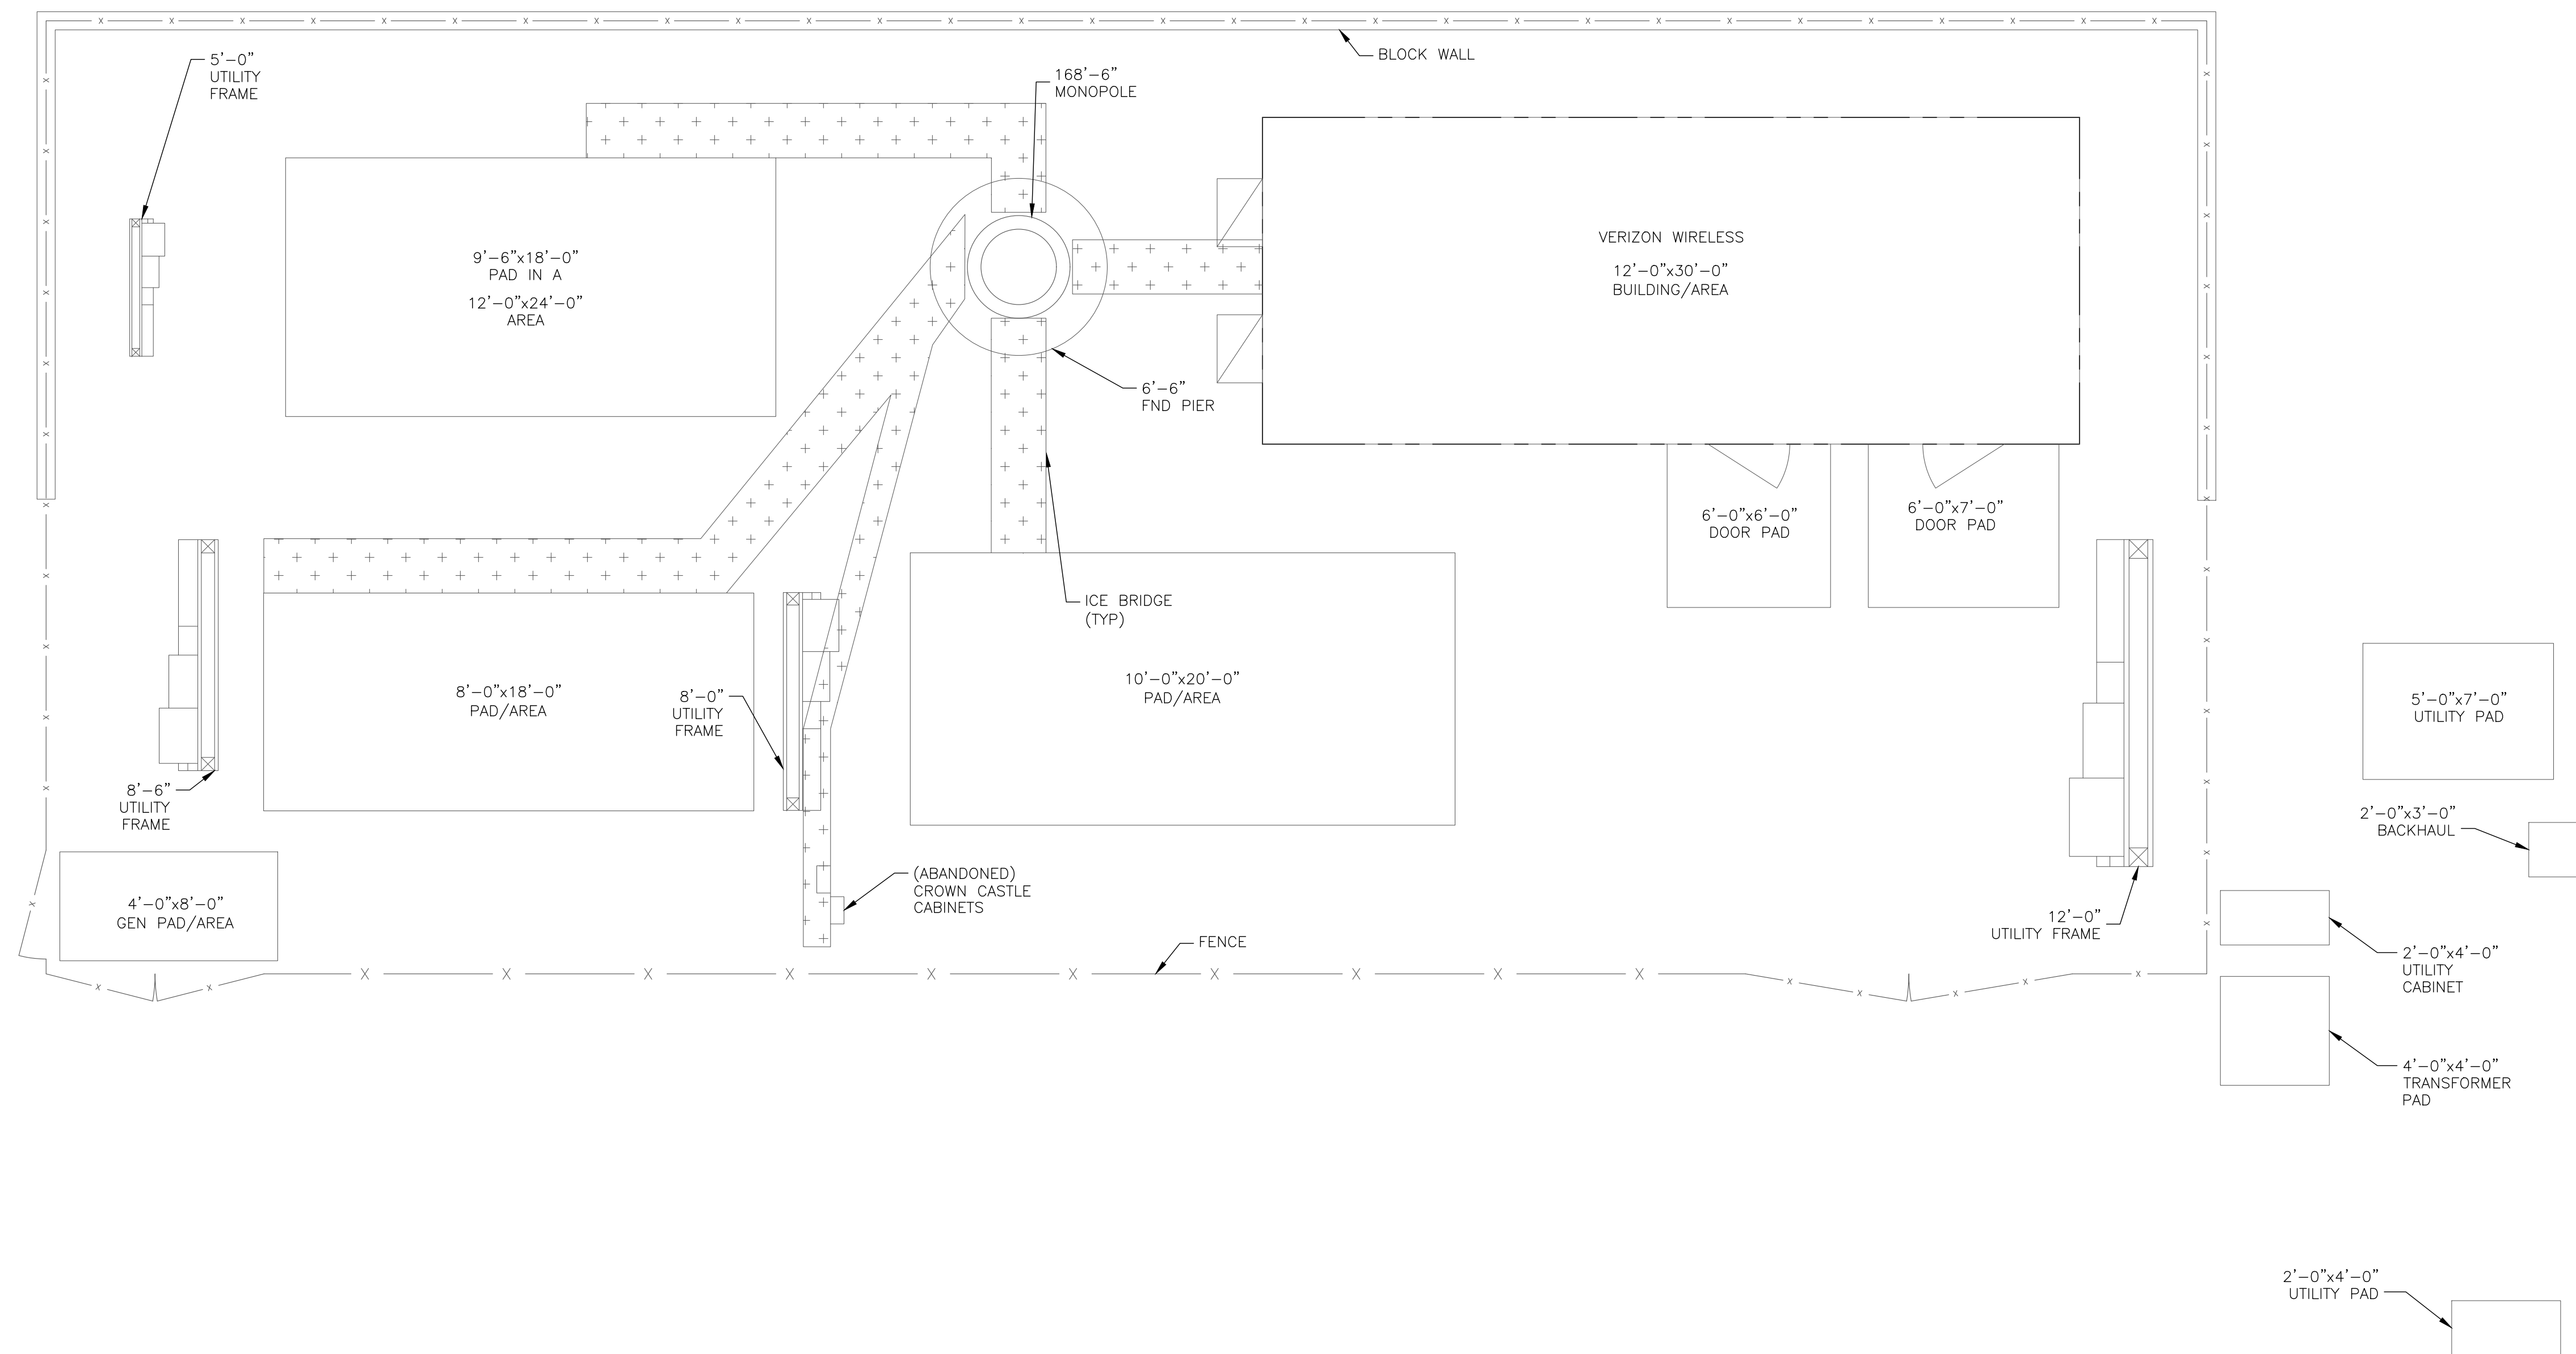 5'-0"
UTILITY
FRAME
BLOCK WALL
168'-6"
MONOPOLE
9'-6"x18'-0"
PAD IN A
12'-0"x24'-0"
AREA
VERIZON WIRELESS
12'-0"x30'-0"
BUILDING/AREA
6'-6"
FND PIER
6'-0"x6'-0"
DOOR PAD
6'-0"x7'-0"
DOOR PAD
ICE BRIDGE
(TYP)
8'-0"x18'-0"
PAD/AREA
8'-0"
UTILITY
FRAME
10'-0"x20'-0"
PAD/AREA
5'-0"x7'-0"
UTILITY PAD
8'-6"
UTILITY
FRAME
2'-0"x3'-0"
BACKHAUL
4'-0"x8'-0"
GEN PAD/AREA
(ABANDONED)
CROWN CASTLE
CABINETS
FENCE
12'-0"
UTILITY FRAME
2'-0"x4'-0"
UTILITY
CABINET
4'-0"x4'-0"
TRANSFORMER
PAD
2'-0"x4'-0"
UTILITY PAD